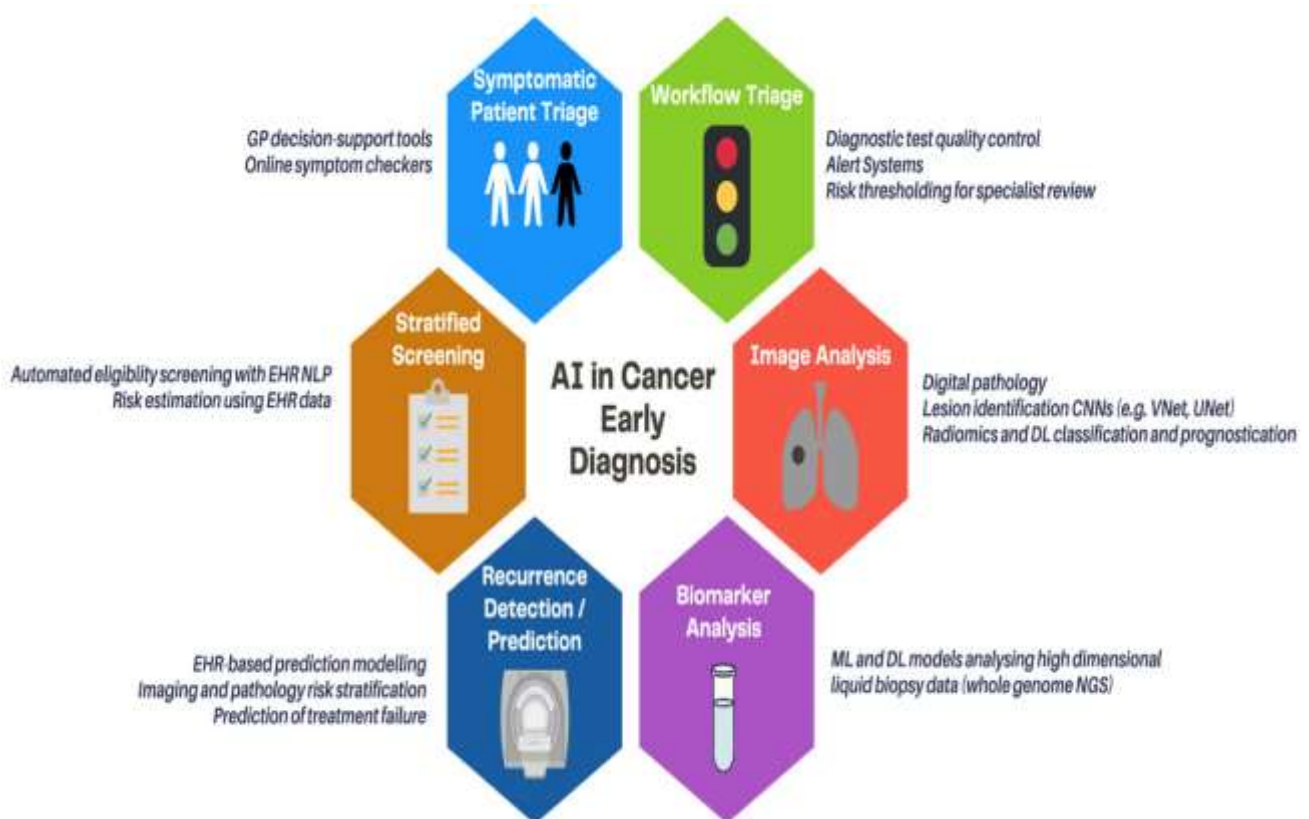 Symptomatic
Patient Triage
GP decision-support tools
Online symptom checkers
Workflow Triage
Diagnostic test quality control
Alert Systems
Risk thresholding for specialist review
Stratified
Screening
Automated eligiblity screening with EHR NLP
Risk estimation using EHR data
AI in Cancer
Early
Diagnosis
Image Analysis
Digital pathology
Lesion identification CNNs (e.g. VNet, UNet)
Radiomics and DL classification and prognostication
Recurrence
Detection /
Prediction
EHR-based prediction modelling
Imaging and pathology risk stratification
Prediction of treatment failure
Biomarker
Analysis
ML and DL models analysing high dimensional
liquid biopsy data (whole genome NGS)